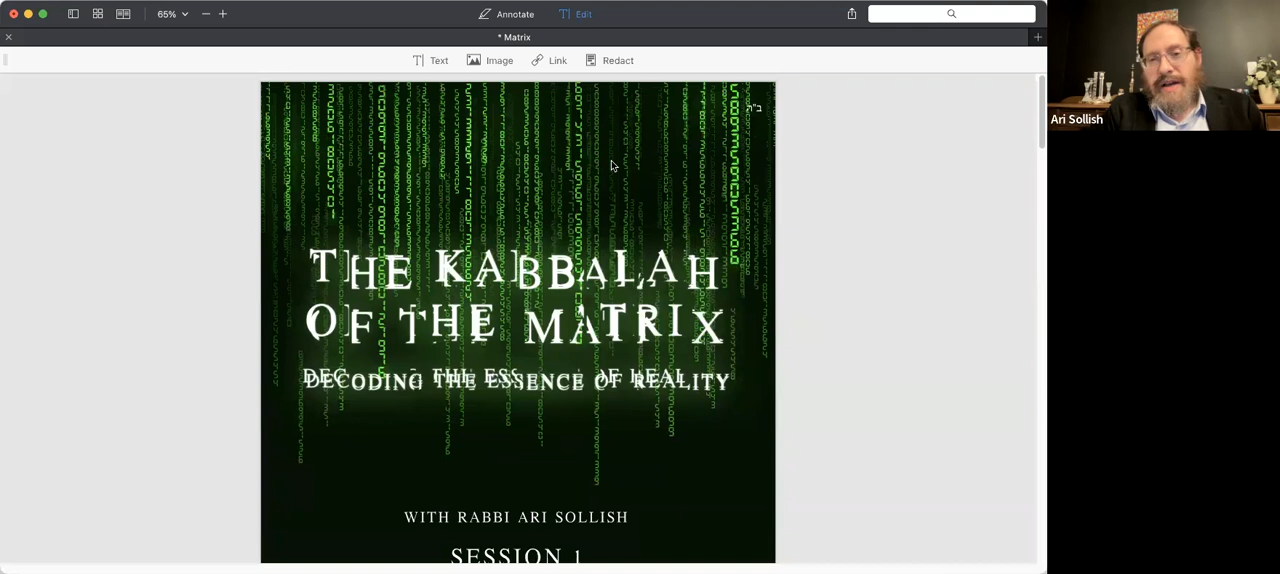 65%
Annotate
Edit
* Matrix
Text
Image
Link
Redact
ב"ה
THE KABBALAH
OF THE MATRIX
DECODING THE ESSENCE OF REALITY
WITH RABBI ARI SOLLISH
SESSION 1
Ari Sollish